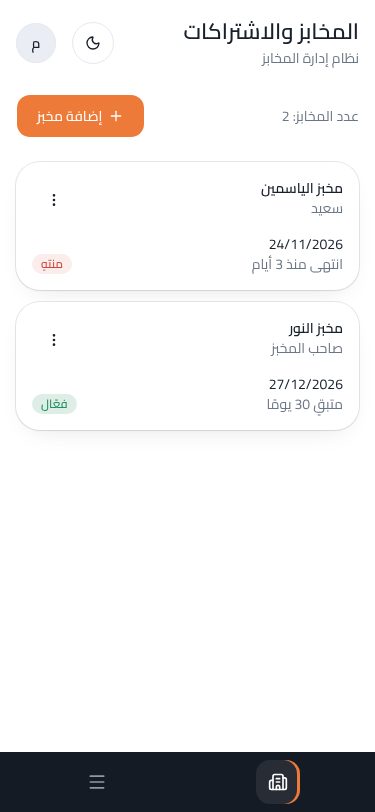 المخابز والاشتراكات
نظام إدارة المخابز
م
عدد المخابز: 2
إضافة مخبز
مخبز الياسمين
سعيد
24/11/2026
انتهى منذ 3 أيام
منتهٍ
مخبز النور
صاحب المخبز
27/12/2026
متبقٍ 30 يومًا
فعّال